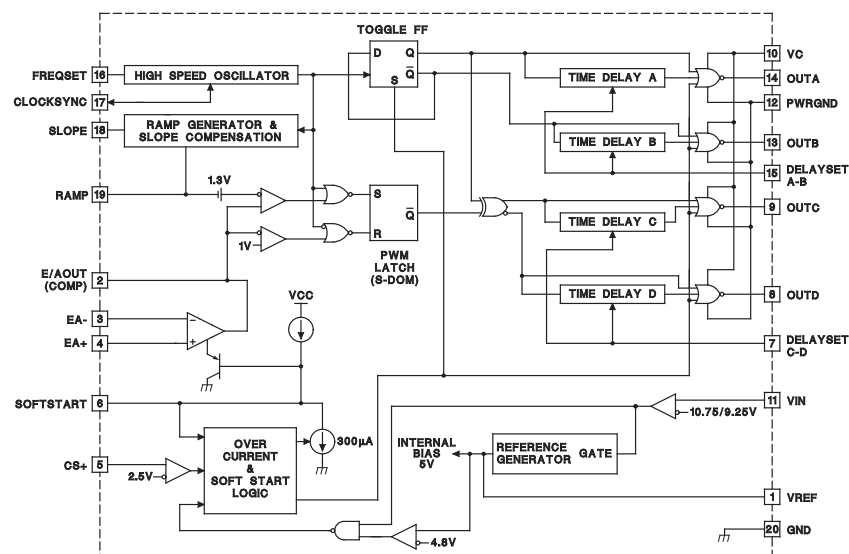 TOGGLE FF
D Q
S Q
FREQSET 16
HIGH SPEED OSCILLATOR
CLOCKSYNC 17
SLOPE 18
RAMP GENERATOR &
SLOPE COMPENSATION
RAMP 19
1.3V
1V
S
Q
R
PWM
LATCH
(S-DOM)
E/AOUT
(COMP)
2
EA- 3
EA+ 4
VCC
SOFTSTART 6
CS+ 5
2.5V
OVER
CURRENT
&
SOFT START
LOGIC
300µA
INTERNAL
BIAS
5V
REFERENCE
GENERATOR GATE
4.8V
10.75/9.25V
TIME DELAY A
TIME DELAY B
TIME DELAY C
TIME DELAY D
10 VC
14 OUTA
12 PWRGND
13 OUTB
15 DELAYSET
A-B
9 OUTC
8 OUTD
7 DELAYSET
C-D
11 VIN
1 VREF
20 GND